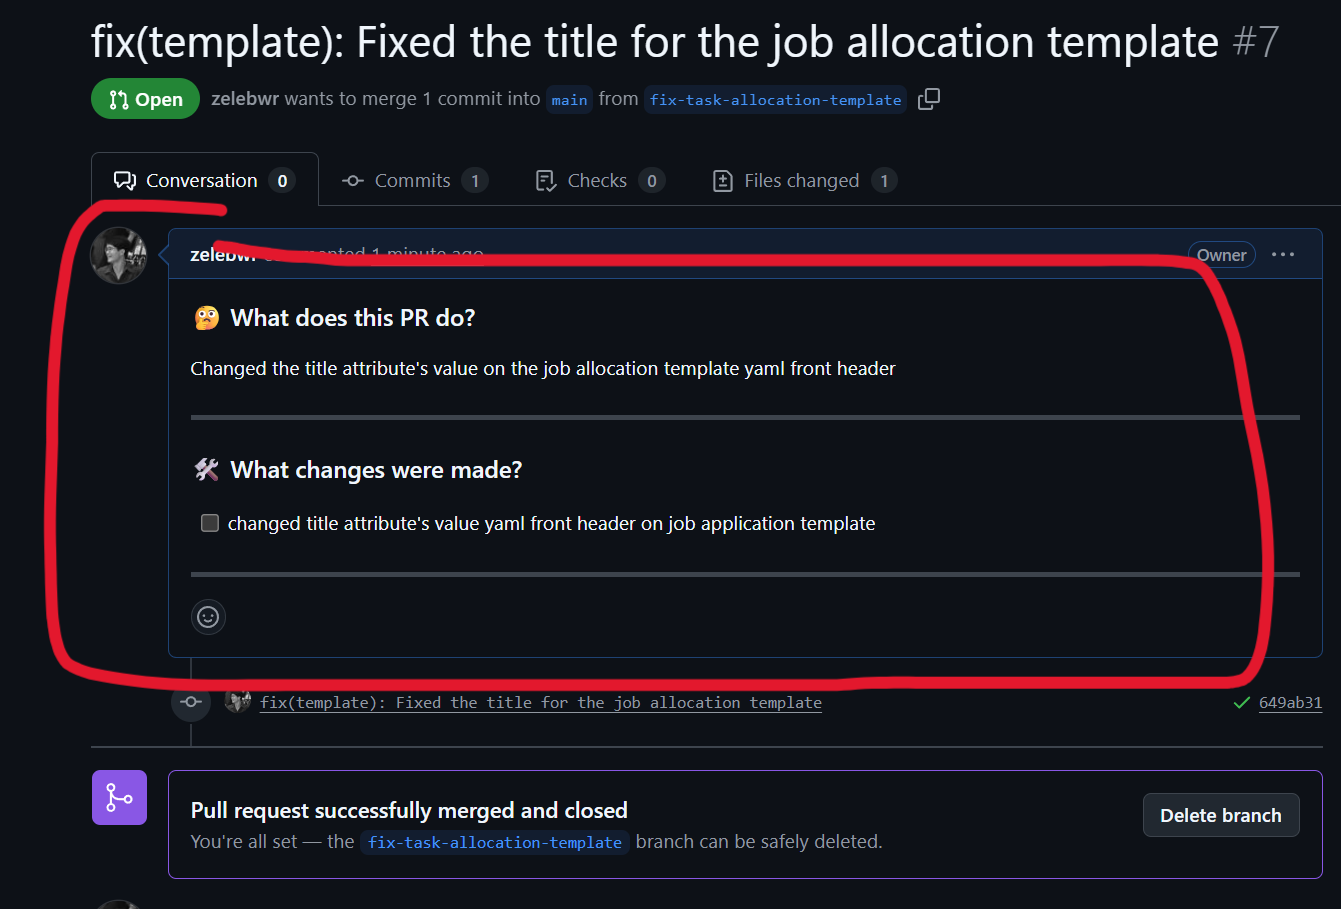 fix(template): Fixed the title for the job allocation template #7
Open zelebwr wants to merge 1 commit into main from fix-task-allocation-template
Conversation 0 Commits 1 Checks 0 Files changed 1
zelebwr commented 1 minute ago Owner
🤔 What does this PR do?
Changed the title attribute's value on the job allocation template yaml front header
🛠️ What changes were made?
changed title attribute's value yaml front header on job application template
fix(template): Fixed the title for the job allocation template 649ab31
Pull request successfully merged and closed
You're all set — the fix-task-allocation-template branch can be safely deleted.
Delete branch